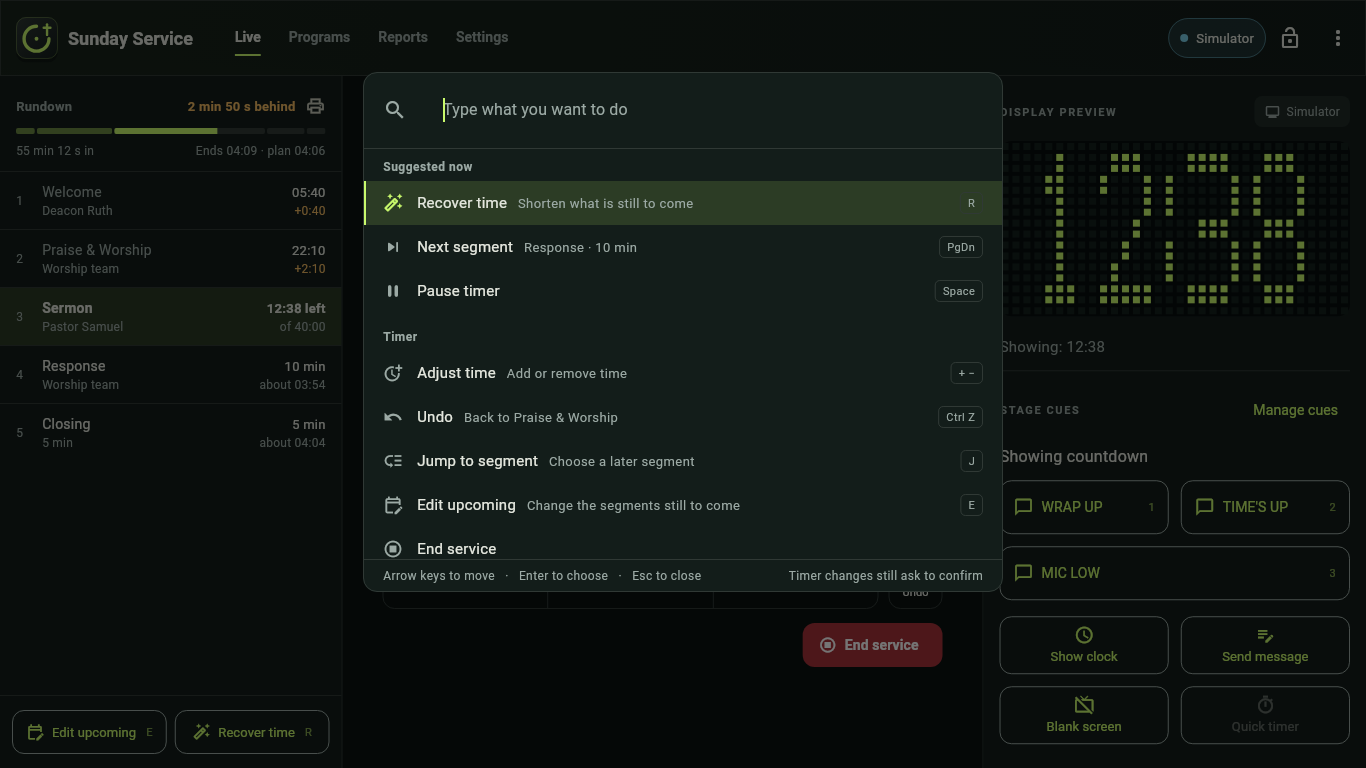 Sunday Service
Live
Programs
Reports
Settings
Simulator
Rundown
2 min 50 s behind
55 min 12 s in
Ends 04:09 · plan 04:06
1
Welcome
05:40
Deacon Ruth
+0:40
2
Praise & Worship
22:10
Worship team
+2:10
3
Sermon
12:38 left
Pastor Samuel
of 40:00
4
Response
10 min
Worship team
about 03:54
5
Closing
5 min
5 min
about 04:04
Edit upcoming E
Recover time R
Type what you want to do
Suggested now
Recover time Shorten what is still to come R
Next segment Response · 10 min PgDn
Pause timer Space
Timer
Adjust time Add or remove time + −
Undo Back to Praise & Worship Ctrl Z
Jump to segment Choose a later segment J
Edit upcoming Change the segments still to come E
End service
Arrow keys to move · Enter to choose · Esc to close
Timer changes still ask to confirm
Undo
End service
DISPLAY PREVIEW
Simulator
12:38
Showing: 12:38
STAGE CUES
Manage cues
Showing countdown
WRAP UP 1
TIME'S UP 2
MIC LOW 3
Show clock
Send message
Blank screen
Quick timer